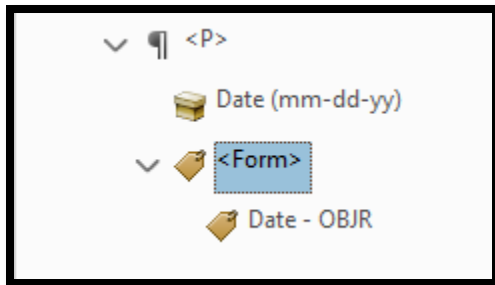 <P>
Date (mm-dd-yy)
<Form>
Date - OBJR